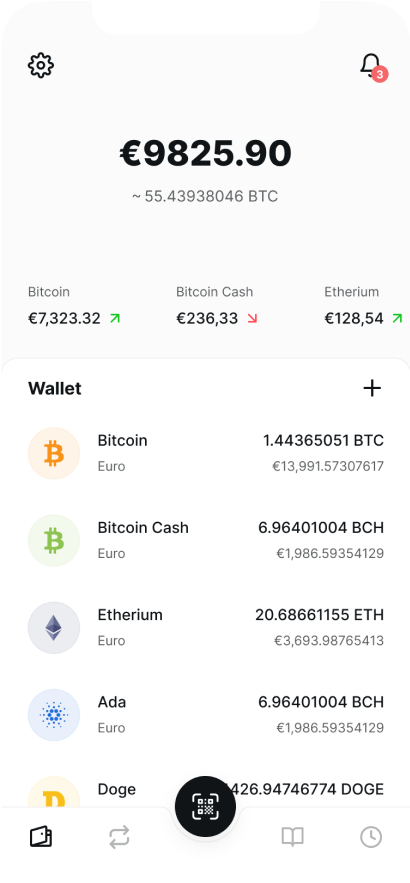 3
€9825.90
~ 55.43938046 BTC
Bitcoin
Bitcoin Cash
Etherium
€7,323.32
€236,33
€128,54
Wallet
Bitcoin
1.44365051 BTC
Euro
€13,991.57307617
Bitcoin Cash
6.96401004 BCH
Euro
€1,986.59354129
Etherium
20.68661155 ETH
Euro
€3,693.98765413
Ada
6.96401004 BCH
Euro
€1,986.59354129
Doge
426.94746774 DOGE